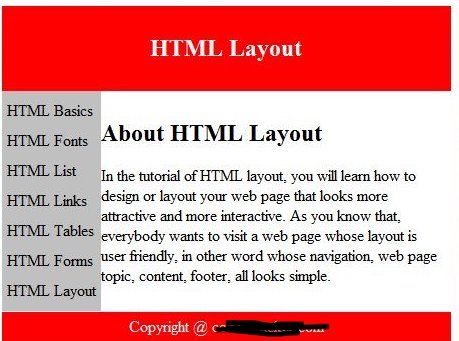 HTML Layout
HTML Basics
HTML Fonts
HTML List
HTML Links
HTML Tables
HTML Forms
HTML Layout
About HTML Layout
In the tutorial of HTML layout, you will learn how to
design or layout your web page that looks more
attractive and more interactive. As you know that,
everybody wants to visit a web page whose layout is
user friendly, in other word whose navigation, web page
topic, content, footer, all looks simple.
Copyright @